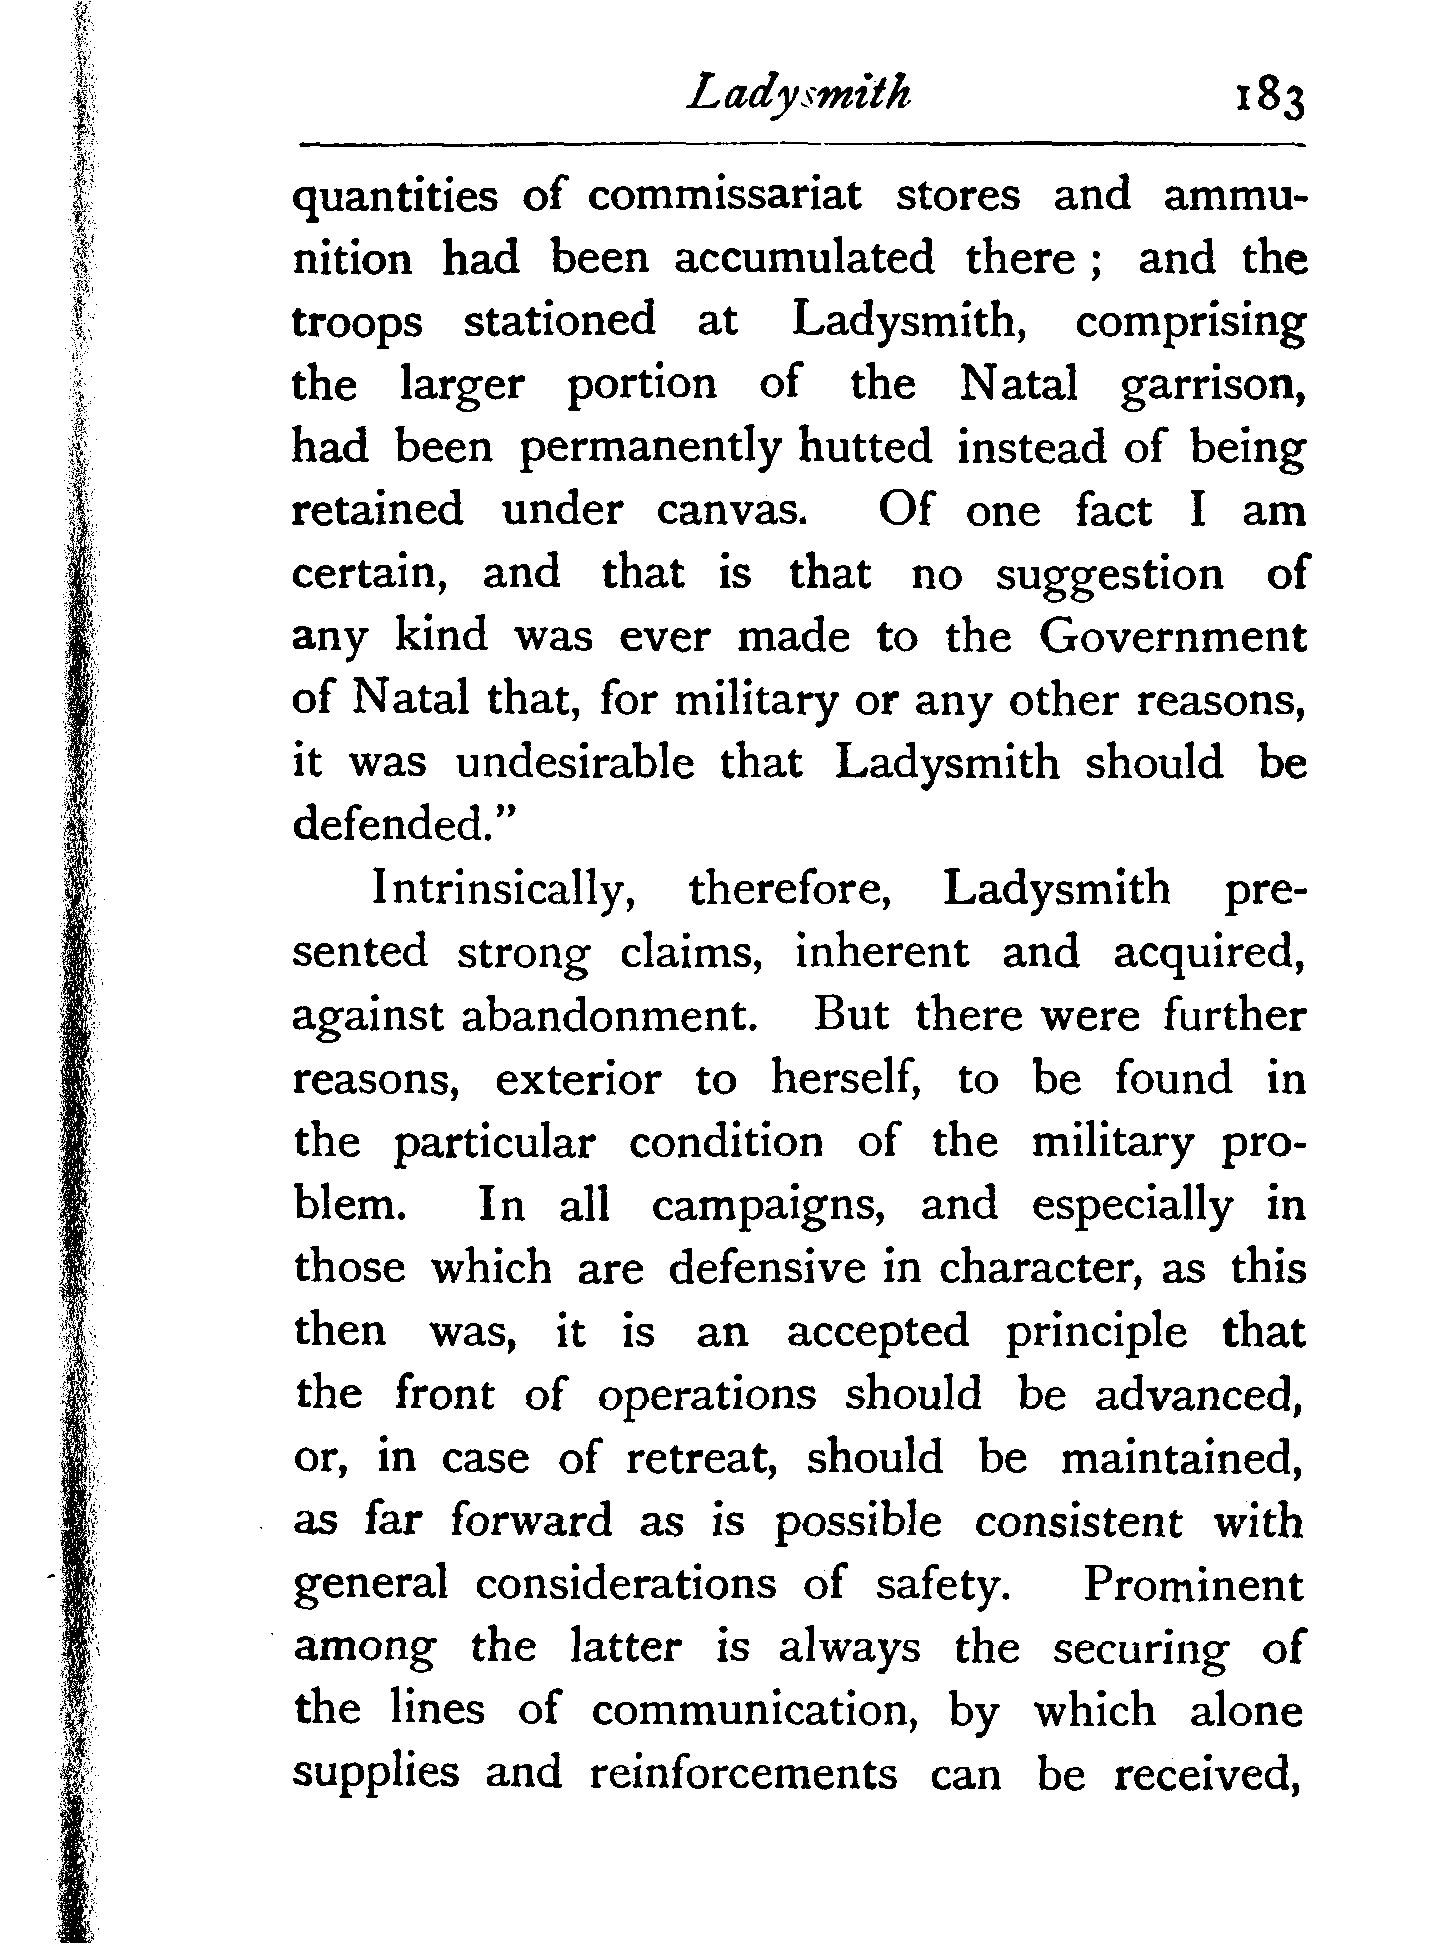 Ladysmith 183
quantities of commissariat stores and ammu-
nition had been accumulated there ; and the
troops stationed at Ladysmith, comprising
the larger portion of the Natal garrison,
had been permanently hutted instead of being
retained under canvas. Of one fact I am
certain, and that is that no suggestion of
any kind was ever made to the Government
of Natal that, for military or any other reasons,
it was undesirable that Ladysmith should be
defended.”
Intrinsically, therefore, Ladysmith pre-
sented strong claims, inherent and acquired,
against abandonment. But there were further
reasons, exterior to herself, to be found in
the particular condition of the military pro-
blem. In all campaigns, and especially in
those which are defensive in character, as this
then was, it is an accepted principle that
the front of operations should be advanced,
or, in case of retreat, should be maintained,
as far forward as is possible consistent with
general considerations of safety. Prominent
among the latter is always the securing of
the lines of communication, by which alone
supplies and reinforcements can be received,